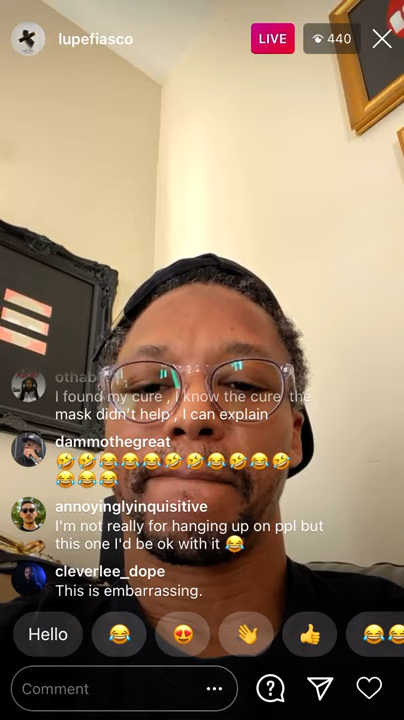 lupefiasco
LIVE
440
othab
I found my cure , I know the cure the
mask didn't help , I can explain
dammothegreat
🤣🤣😂😂😂🤣🤣😂🤣😂🤣
😂😂😂
annoyinglyinquisitive
I'm not really for hanging up on ppl but
this one I'd be ok with it 😂
cleverlee_dope
This is embarrassing.
Hello 😂 😍 👋 👍 😂😂
Comment